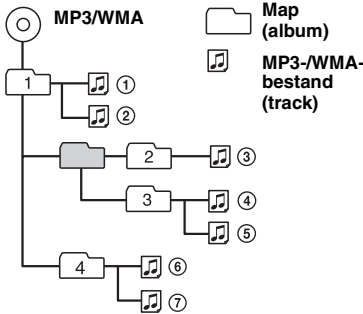 MP3/WMA
Map
(album)
MP3-/WMA-
bestand
(track)
1
①
②
2
③
3
④
⑤
4
⑥
⑦